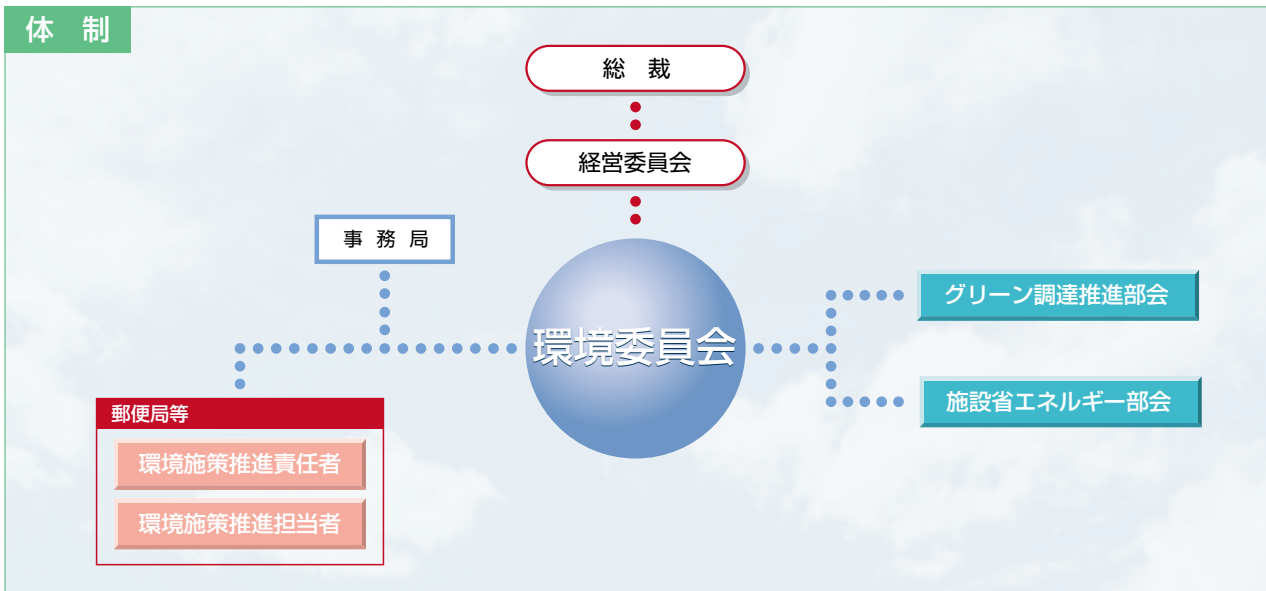 体 制
総 裁
経営委員会
事 務 局
環境委員会
グリーン調達推進部会
施設省エネルギー部会
郵便局等
環境施策推進責任者
環境施策推進担当者